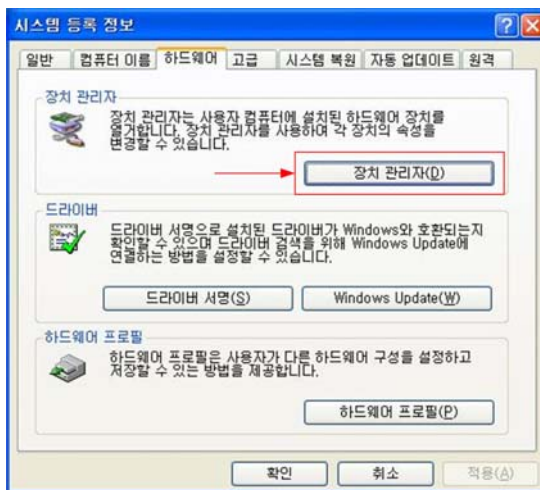 시스템 등록 정보
일반 컴퓨터 이름 하드웨어 고급 시스템 복원 자동 업데이트 원격
장치 관리자
장치 관리자는 사용자 컴퓨터에 설치된 하드웨어 장치를
열거합니다. 장치 관리자를 사용하여 각 장치의 속성을
변경할 수 있습니다.
장치 관리자(D)
드라이버
드라이버 서명으로 설치된 드라이버가 Windows와 호환되는지
확인할 수 있으며 드라이버 검색을 위해 Windows Update에
연결하는 방법을 설정할 수 있습니다.
드라이버 서명(S) Windows Update(W)
하드웨어 프로필
하드웨어 프로필은 사용자가 다른 하드웨어 구성을 설정하고
저장할 수 있는 방법을 제공합니다.
하드웨어 프로필(P)
확인 취소 적용(A)